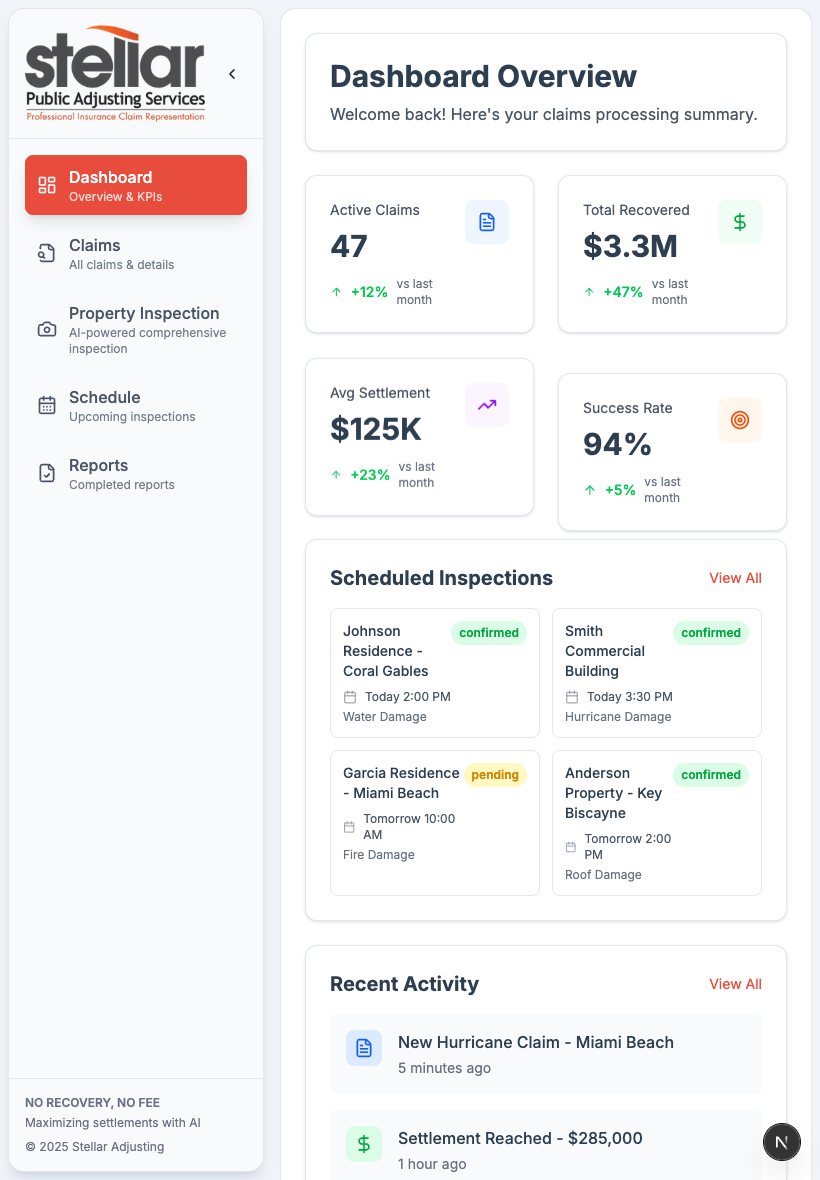 stellar
Public Adjusting Services
Professional Insurance Claim Representation
Dashboard
Overview & KPIs
Claims
All claims & details
Property Inspection
AI-powered comprehensive
inspection
Schedule
Upcoming inspections
Reports
Completed reports
NO RECOVERY, NO FEE
Maximizing settlements with AI
© 2025 Stellar Adjusting
Dashboard Overview
Welcome back! Here's your claims processing summary.
Active Claims
47
+12% vs last
month
Total Recovered
$3.3M
+47% vs last
month
Avg Settlement
$125K
+23% vs last
month
Success Rate
94%
+5% vs last
month
Scheduled Inspections
View All
Johnson
Residence -
Coral Gables
confirmed
Today 2:00 PM
Water Damage
Smith
Commercial
Building
confirmed
Today 3:30 PM
Hurricane Damage
Garcia Residence
- Miami Beach
pending
Tomorrow 10:00
AM
Fire Damage
Anderson
Property - Key
Biscayne
confirmed
Tomorrow 2:00
PM
Roof Damage
Recent Activity
View All
New Hurricane Claim - Miami Beach
5 minutes ago
Settlement Reached - $285,000
1 hour ago
N